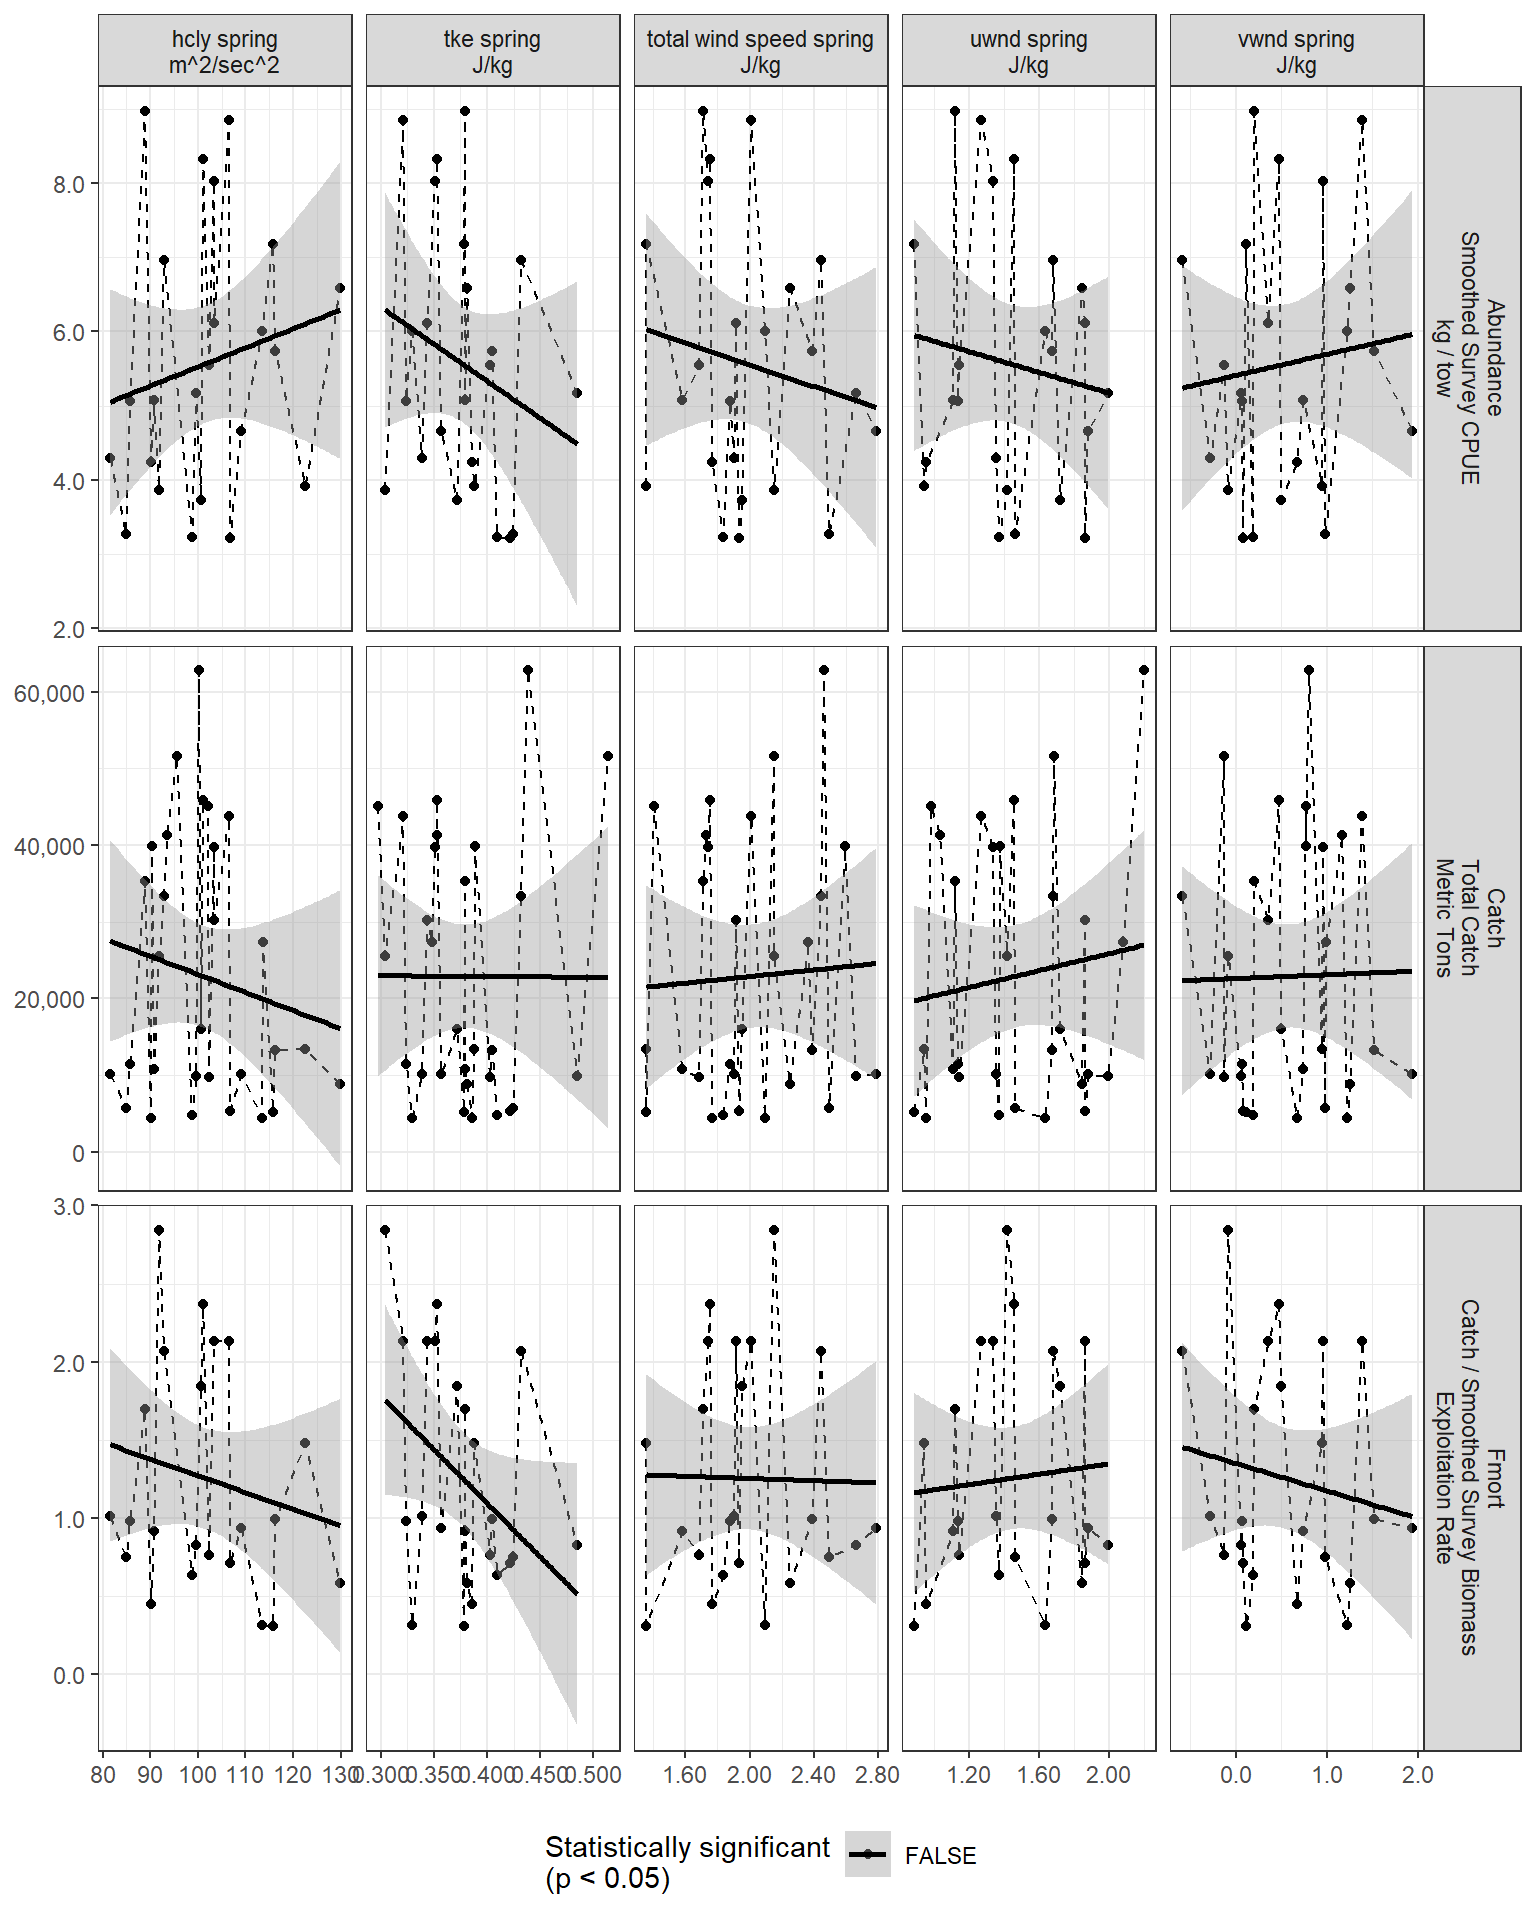 hcly spring
m^2/sec^2
tke spring
J/kg
total wind speed spring
J/kg
uwnd spring
J/kg
vwnd spring
J/kg
8.0
6.0
4.0
2.0
Abundance
Smoothed Survey CPUE
kg / tow
60,000
40,000
20,000
0
Catch
Total Catch
Metric Tons
3.0
2.0
1.0
0.0
Fmort
Catch / Smoothed Survey Biomass
Exploitation Rate
80 90 100 110 120 130
0.300 0.350 0.400 0.450 0.500
1.60 2.00 2.40 2.80
1.20 1.60 2.00
0.0 1.0 2.0
Statistically significant
(p < 0.05)
FALSE